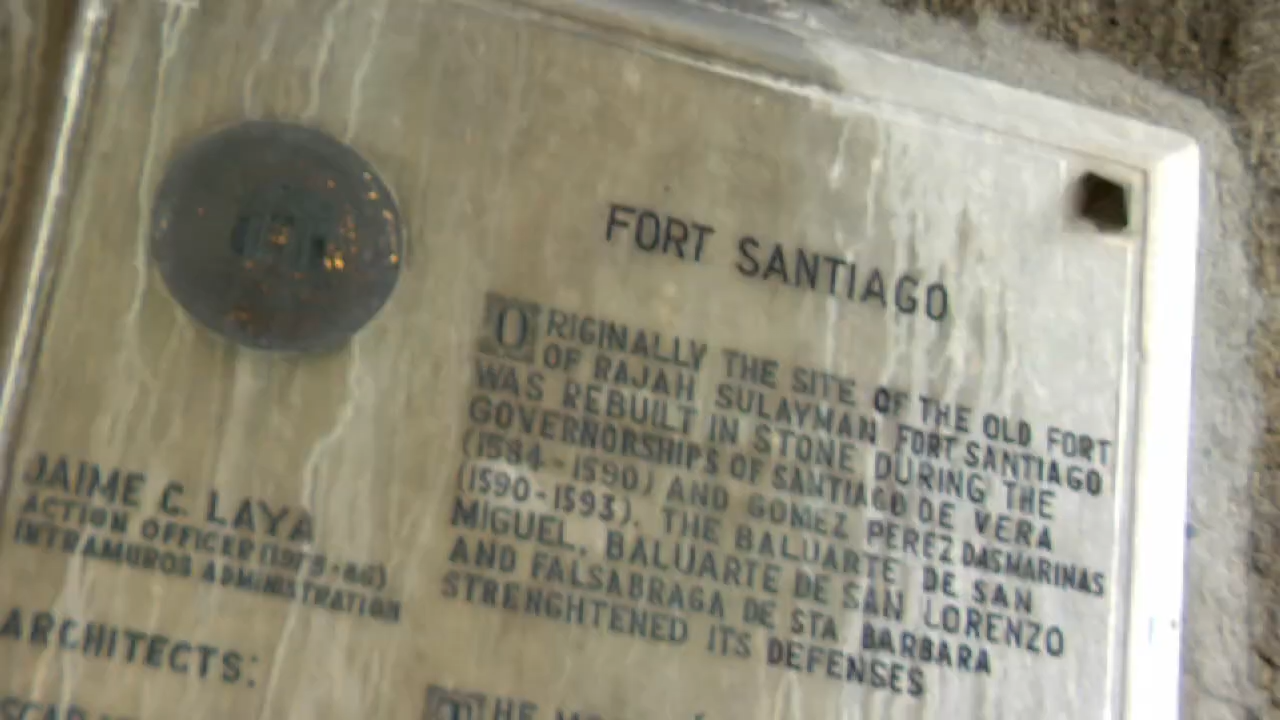 FORT SANTIAGO
ORIGINALLY THE SITE OF THE OLD FORT
OF RAJAH SULAYMAN, FORT SANTIAGO
WAS REBUILT IN STONE DURING THE
GOVERNORSHIPS OF SANTIAGO DE VERA
(1584-1590) AND GOMEZ PEREZ DASMARINAS
(1590-1593). THE BALUARTE DE SAN
MIGUEL, BALUARTE DE SAN LORENZO
AND FALSABRAGA DE STA BARBARA
STRENGHTENED ITS DEFENSES
JAIME C. LAYA
ACTION OFFICER (1979-86)
INTRAMUROS ADMINISTRATION
ARCHITECTS: